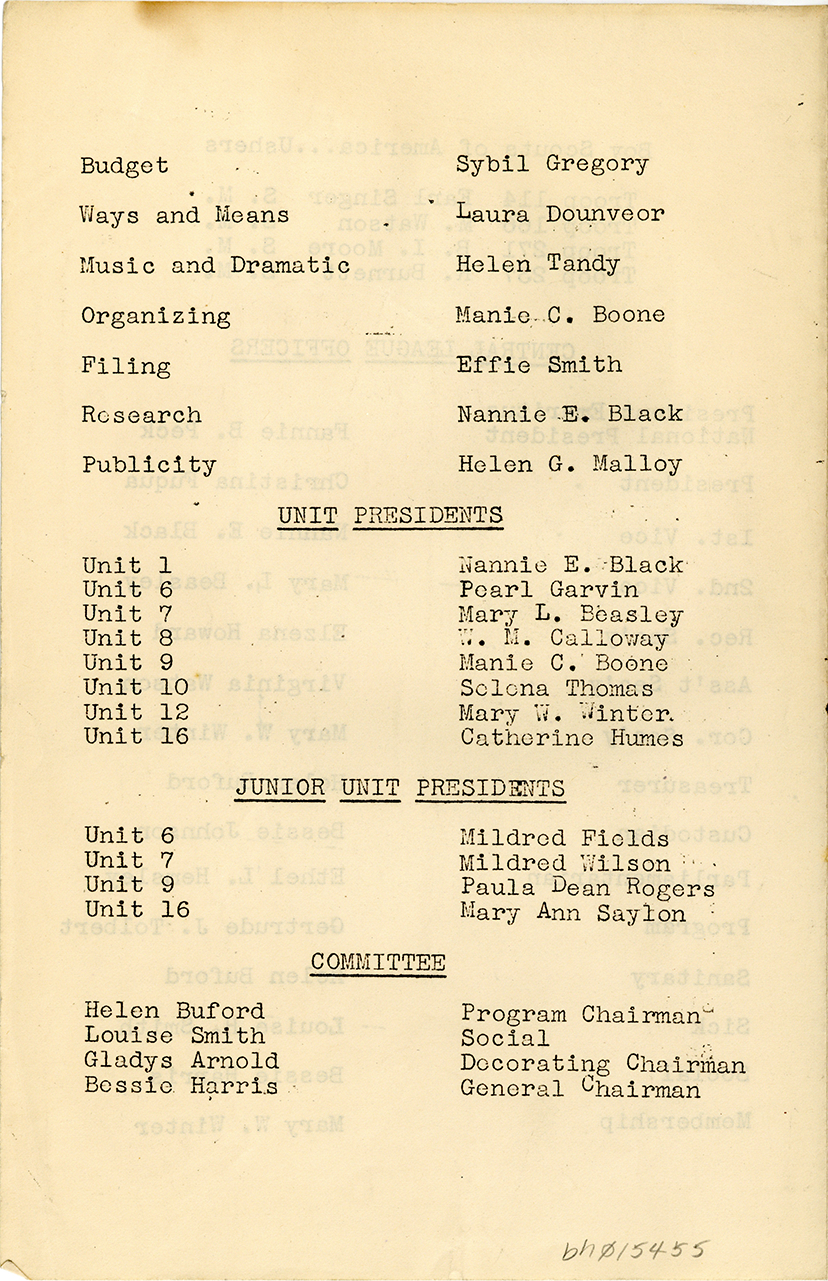 Budget Sybil Gregory
Ways and Means Laura Dounveor
Music and Dramatic Helen Tandy
Organizing Manie C. Boone
Filing Effie Smith
Research Nannie E. Black
Publicity Helen G. Malloy
UNIT PRESIDENTS
Unit 1 Nannie E. Black
Unit 6 Pearl Garvin
Unit 7 Mary L. Beasley
Unit 8 W. M. Calloway
Unit 9 Manie C. Boone
Unit 10 Selena Thomas
Unit 12 Mary W. Winter
Unit 16 Catherine Humes
JUNIOR UNIT PRESIDENTS
Unit 6 Mildred Fields
Unit 7 Mildred Wilson
Unit 9 Paula Dean Rogers
Unit 16 Mary Ann Saylon
COMMITTEE
Helen Buford Program Chairman
Louise Smith Social
Gladys Arnold Decorating Chairman
Bessie Harris General Chairman
bhø15455